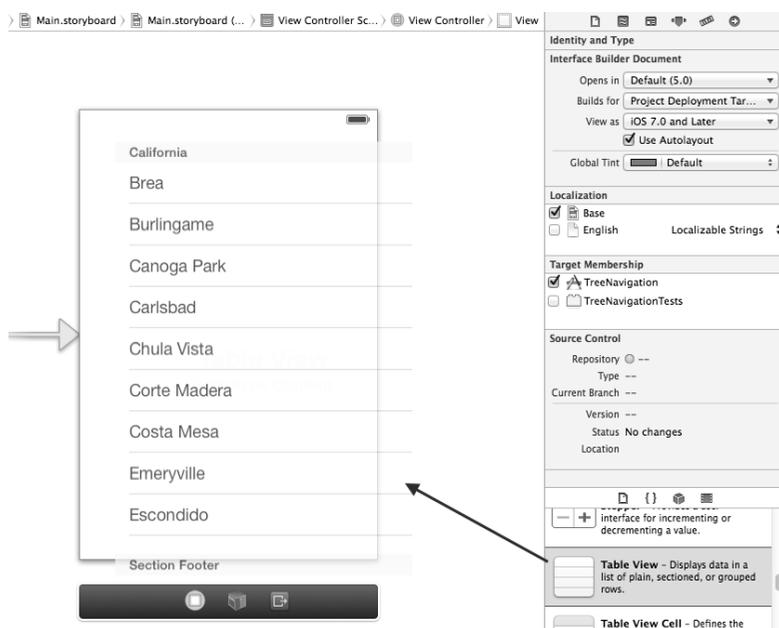 Main.storyboard
Main.storyboard (...
View Controller Sc...
View Controller
View
Identity and Type
Interface Builder Document
Opens in Default (5.0)
Builds for Project Deployment Tar...
View as iOS 7.0 and Later
Use Autolayout
Global Tint Default
Localization
Base
English Localizable Strings
Target Membership
TreeNavigation
TreeNavigationTests
Source Control
Repository --
Type --
Current Branch --
Version --
Status No changes
Location
California
Brea
Burlingame
Canoga Park
Carlsbad
Chula Vista
Table View
Corte Madera
Costa Mesa
Emeryville
Escondido
Section Footer
{ }
interface for incrementing or
decrementing a value.
Table View – Displays data in a
list of plain, sectioned, or grouped
rows.
Table View Cell – Defines the